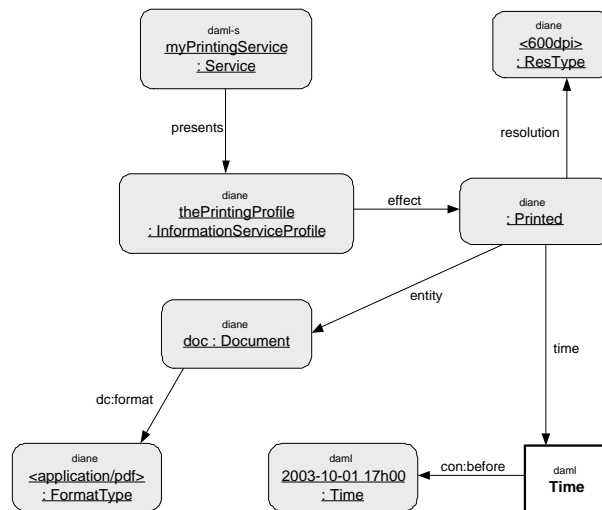 daml-s
myPrintingService
: Service
diane
<600dpi>
: ResType
presents
resolution
diane
thePrintingProfile
: InformationServiceProfile
effect
diane
: Printed
entity
diane
doc : Document
time
dc:format
diane
<application/pdf>
: FormatType
daml
2003-10-01 17h00
: Time
con:before
daml
Time